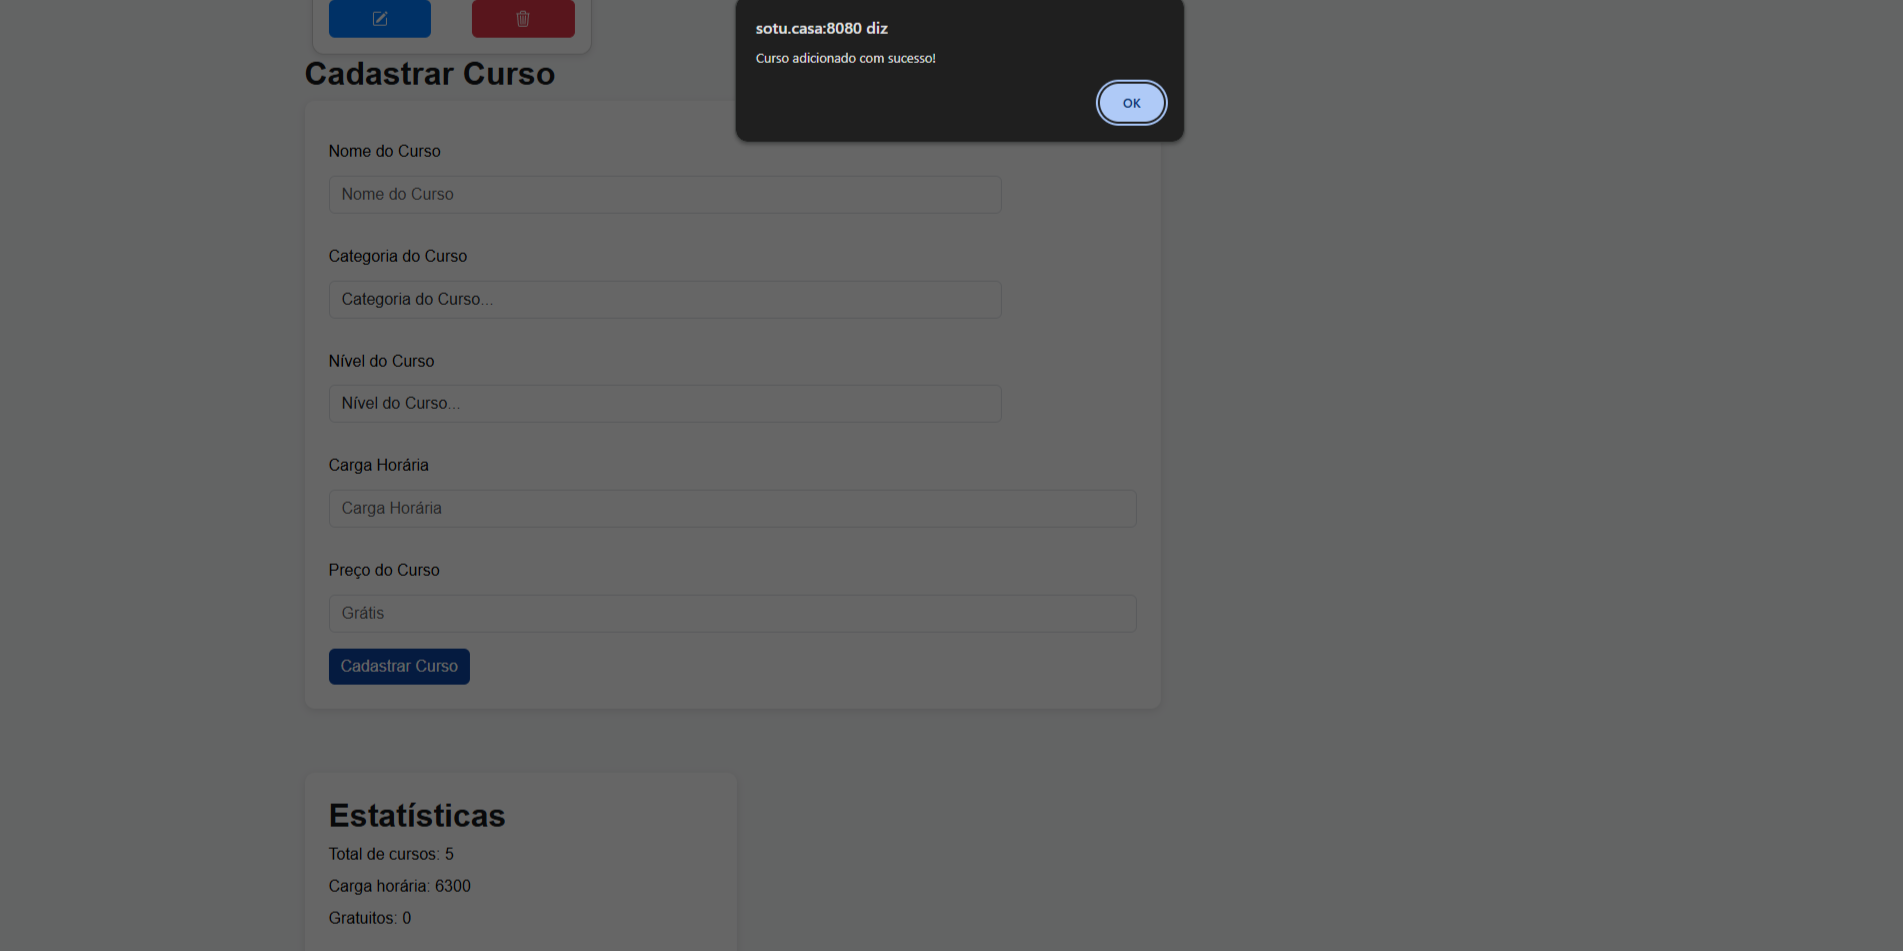 sotu.casa:8080 diz
Curso adicionado com sucesso!
OK
Cadastrar Curso
Nome do Curso
Nome do Curso
Categoria do Curso
Categoria do Curso...
Nível do Curso
Nível do Curso...
Carga Horária
Carga Horária
Preço do Curso
Grátis
Cadastrar Curso
Estatísticas
Total de cursos: 5
Carga horária: 6300
Gratuitos: 0